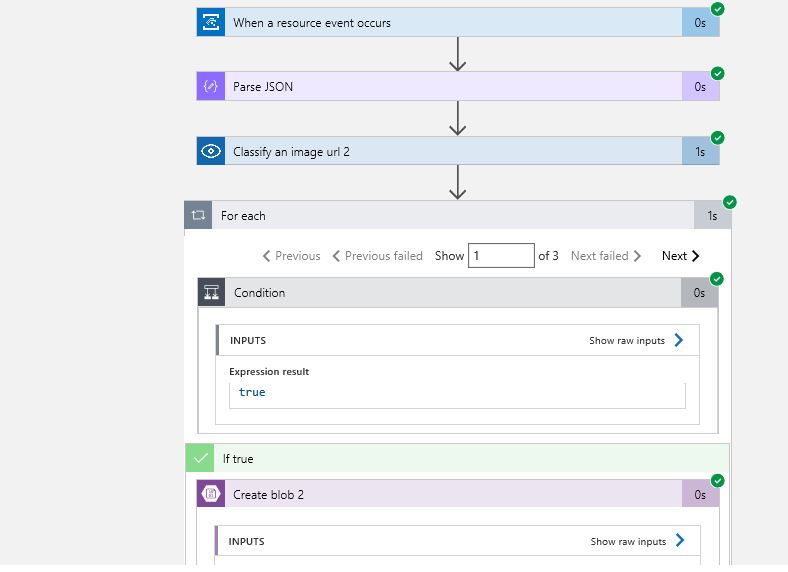 When a resource event occurs 0s
Parse JSON 0s
Classify an image url 2 1s
For each 1s
Previous Previous failed Show 1 of 3 Next failed Next
Condition 0s
INPUTS Show raw inputs
Expression result
true
If true
Create blob 2 0s
INPUTS Show raw inputs